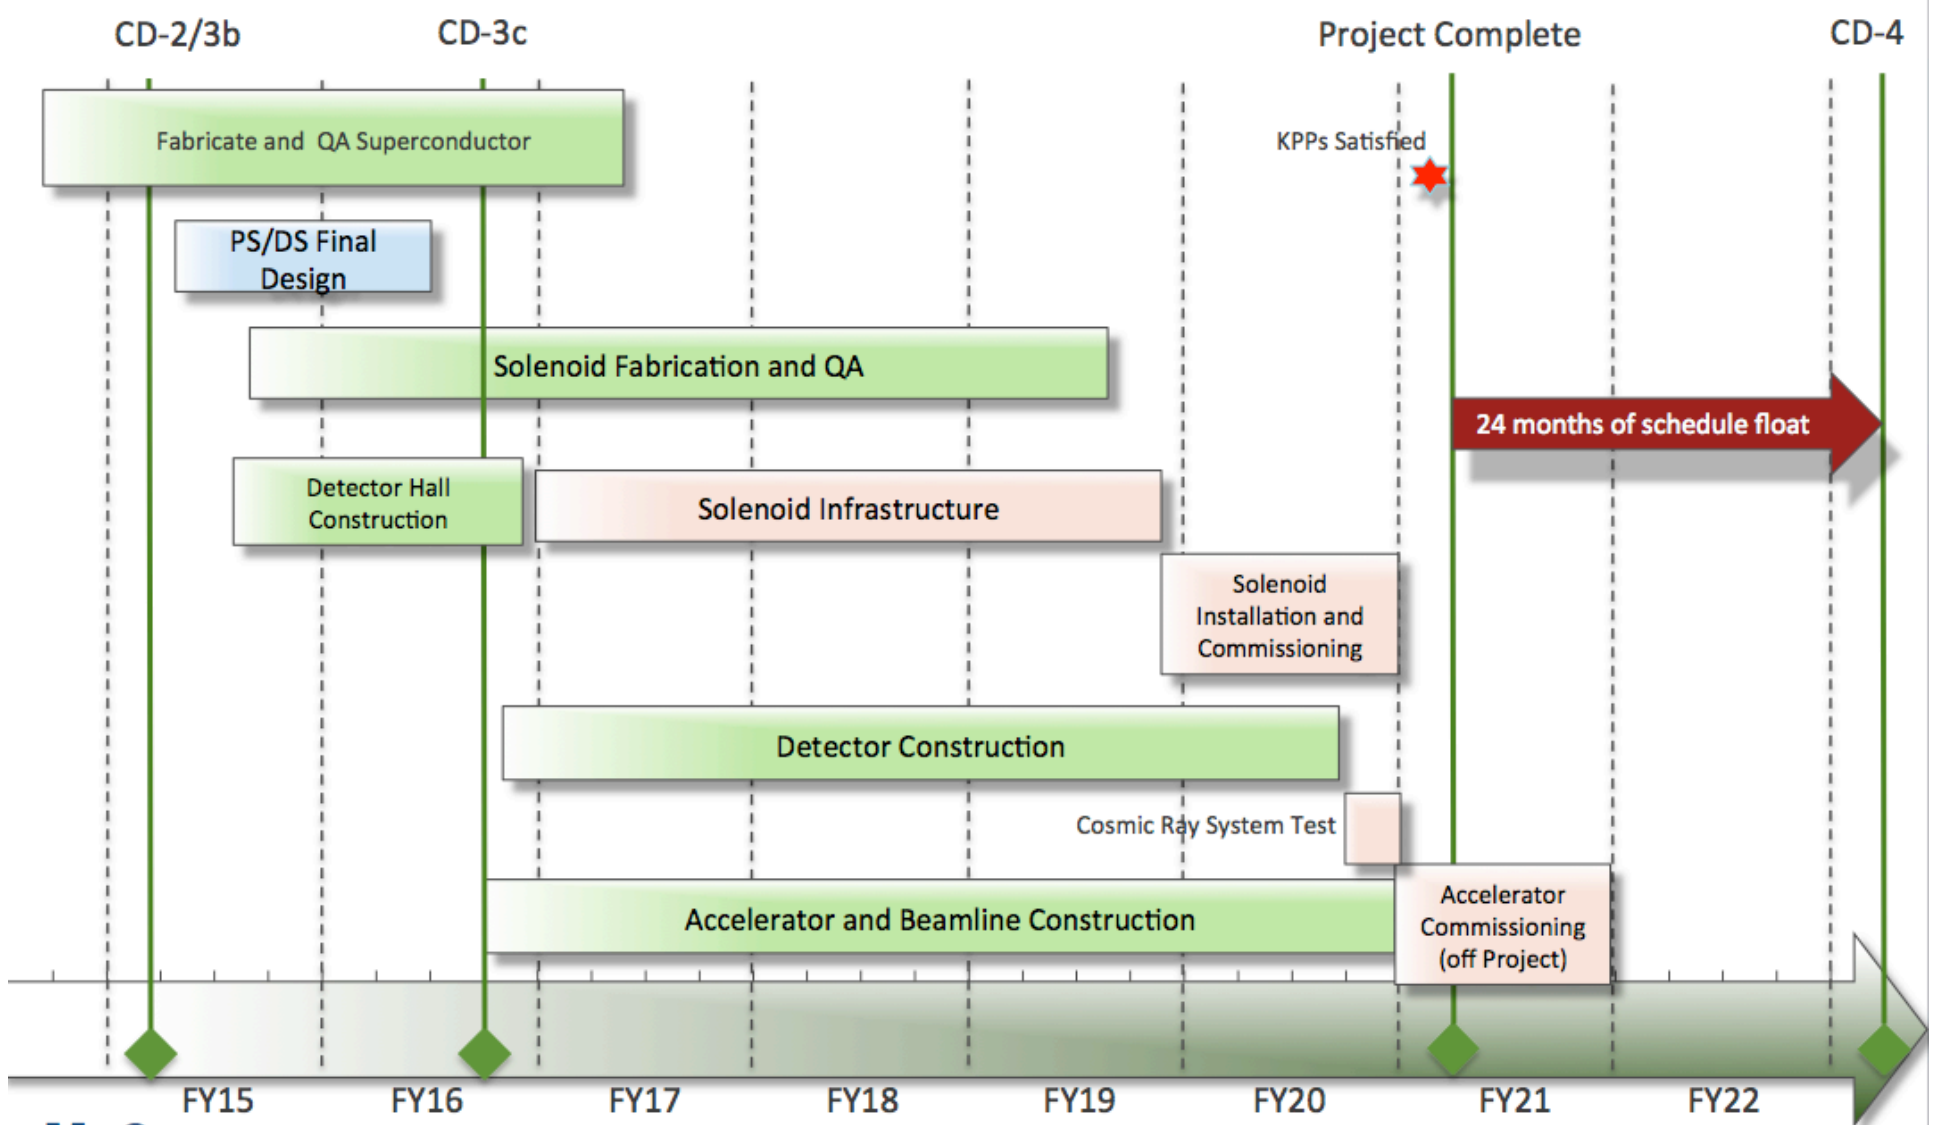 CD-2/3b
CD-3c
Project Complete
CD-4
Fabricate and QA Superconductor
KPPs Satisfied
PS/DS Final
Design
Solenoid Fabrication and QA
24 months of schedule float
Detector Hall
Construction
Solenoid Infrastructure
Solenoid
Installation and
Commissioning
Detector Construction
Cosmic Ray System Test
Accelerator and Beamline Construction
Accelerator
Commissioning
(off Project)
FY15
FY16
FY17
FY18
FY19
FY20
FY21
FY22